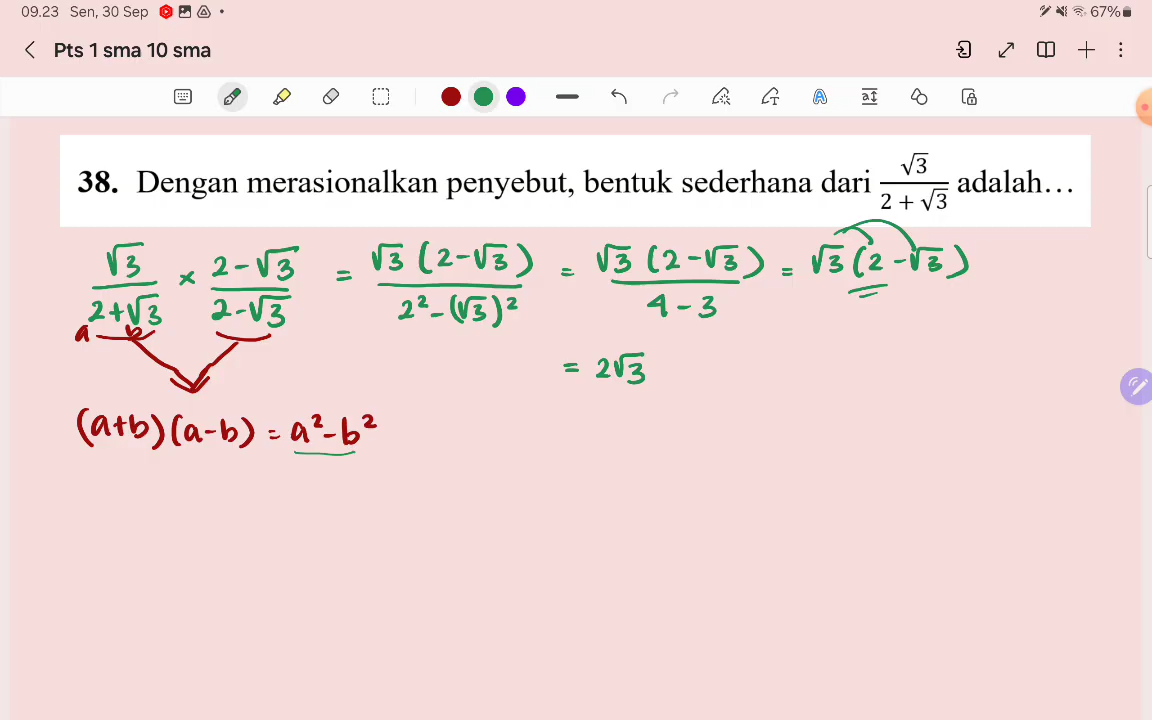 09.23 Sen, 30 Sep 67%
Pts 1 sma 10 sma
38. Dengan merasionalkan penyebut, bentuk sederhana dari √3/(2 + √3) adalah...
√3/(2+√3) × (2-√3)/(2-√3) = √3(2-√3)/(2²-(√3)²) = √3(2-√3)/(4-3) = √3(2-√3)
a b
= 2√3
(a+b)(a-b) = a²-b²